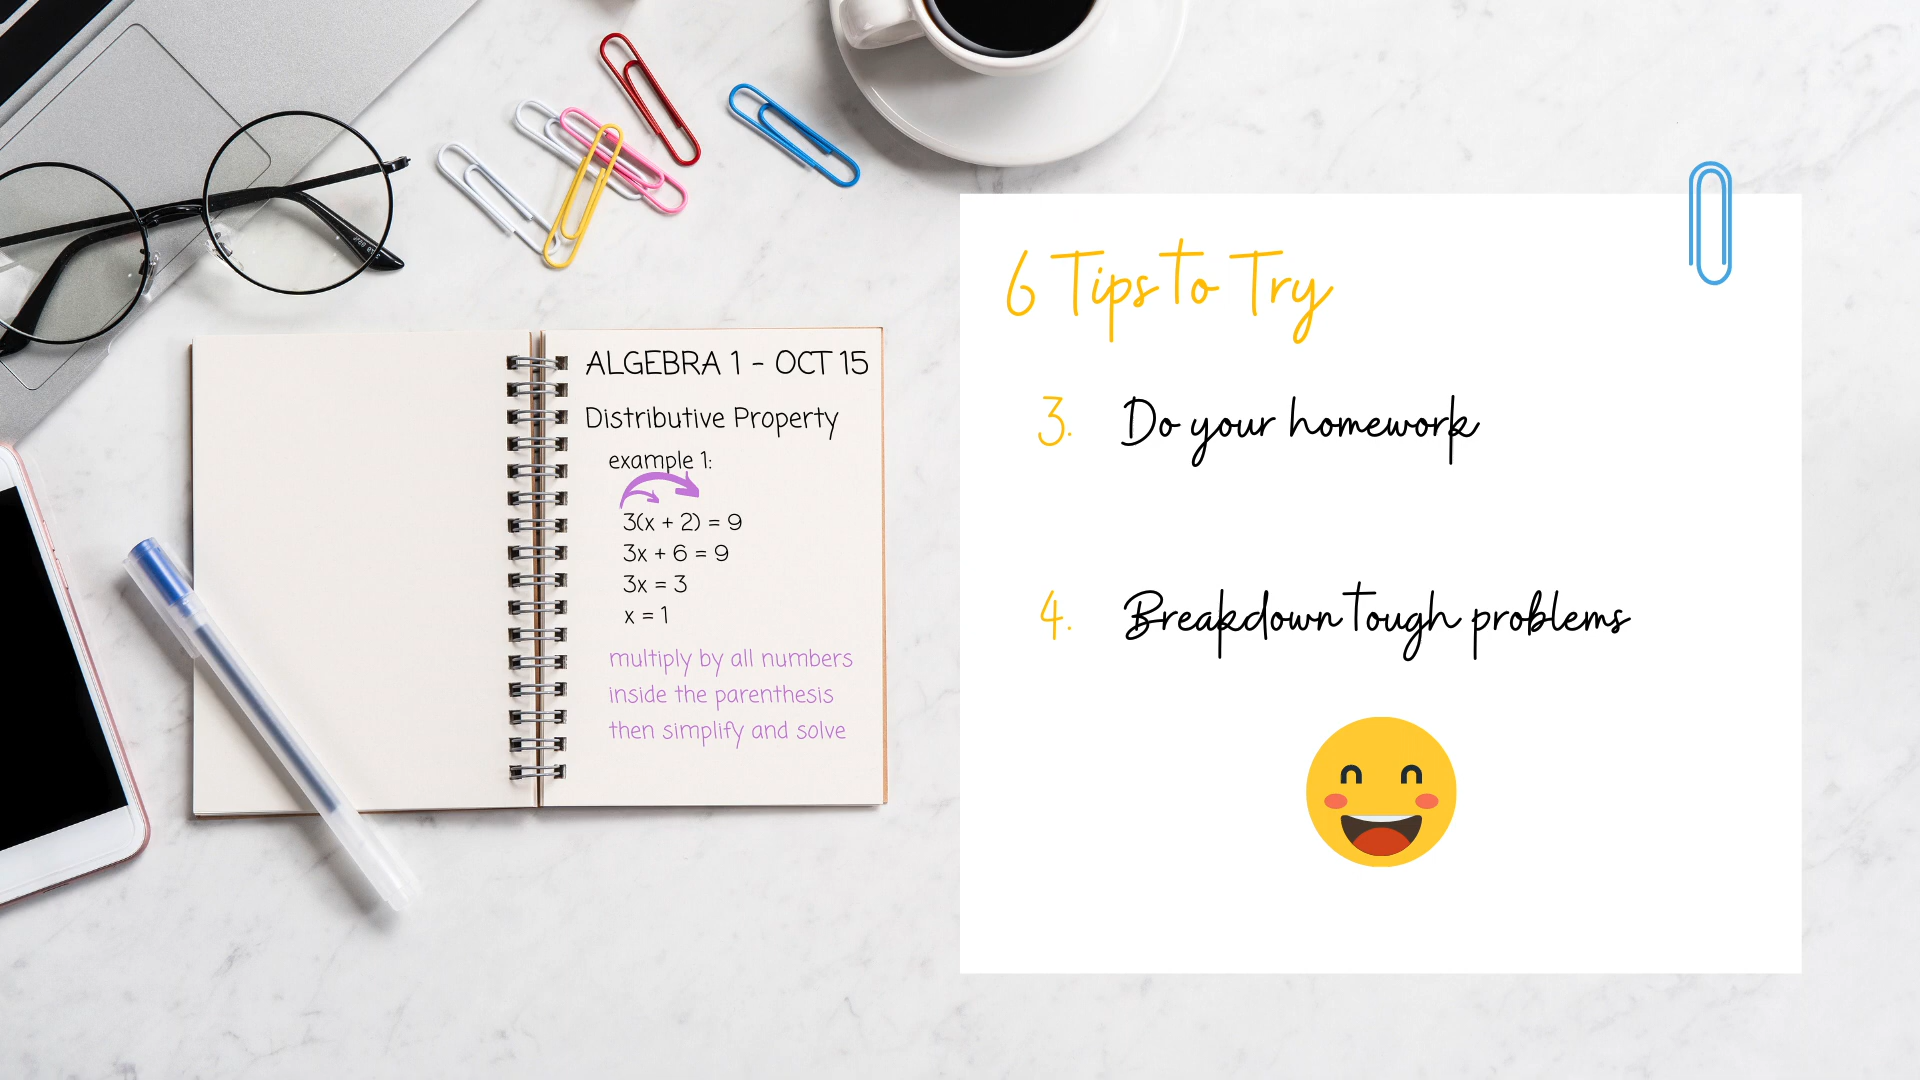 ALGEBRA 1 - OCT 15
Distributive Property
example 1:
3(x + 2) = 9
3x + 6 = 9
3x = 3
x = 1
multiply by all numbers
inside the parenthesis
then simplify and solve
6 Tips to Try
3. Do your homework
4. Breakdown tough problems